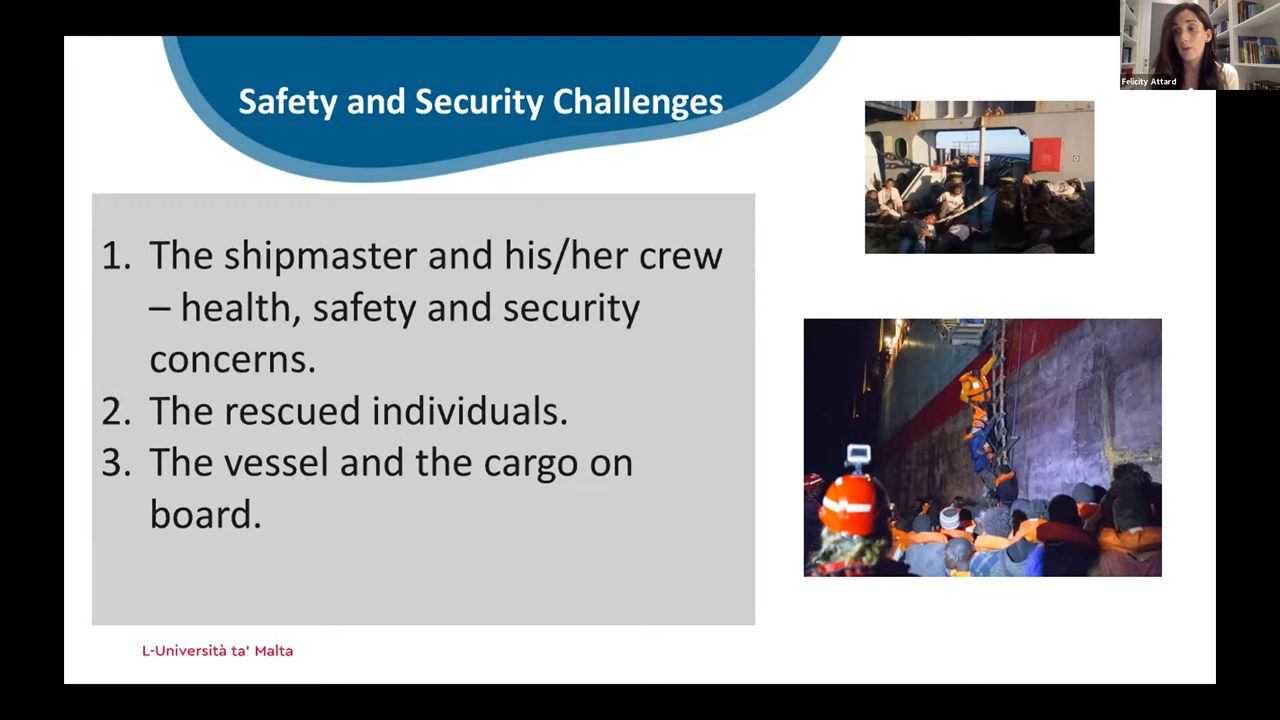 Felicity Attard
Safety and Security Challenges
1. The shipmaster and his/her crew
– health, safety and security
concerns.
2. The rescued individuals.
3. The vessel and the cargo on
board.
L-Università ta' Malta